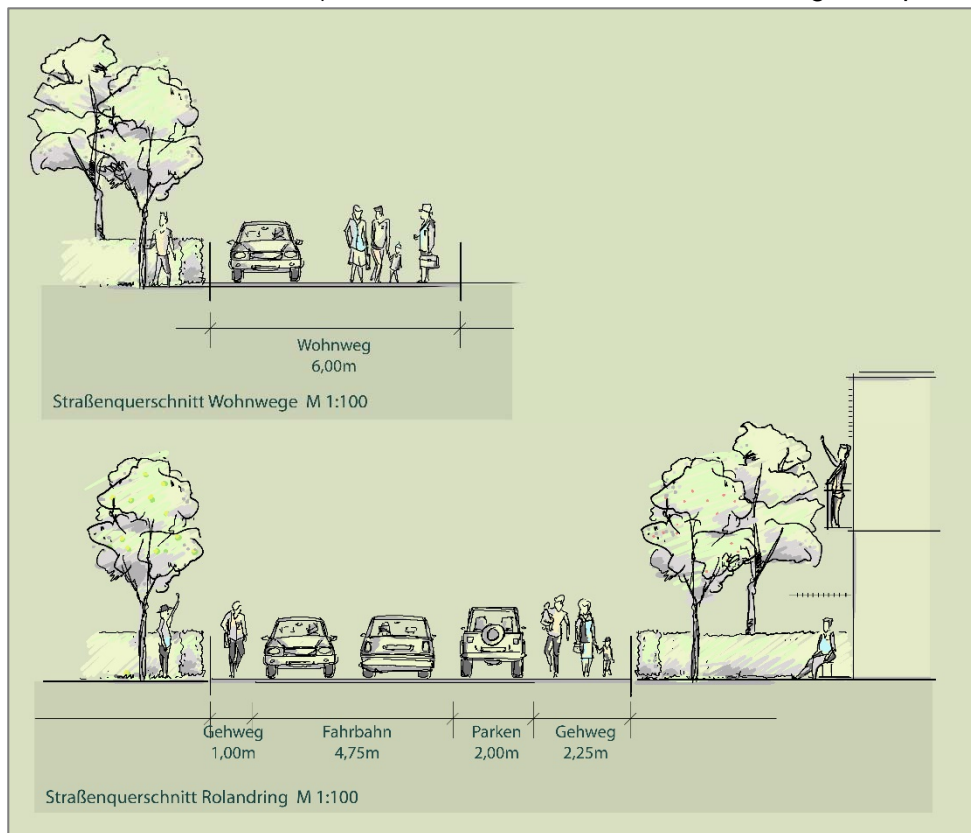 Wohnweg
6,00m
Straßenquerschnitt Wohnwege M 1:100
Gehweg
1,00m
Fahrbahn
4,75m
Parken
2,00m
Gehweg
2,25m
Straßenquerschnitt Rolandring M 1:100